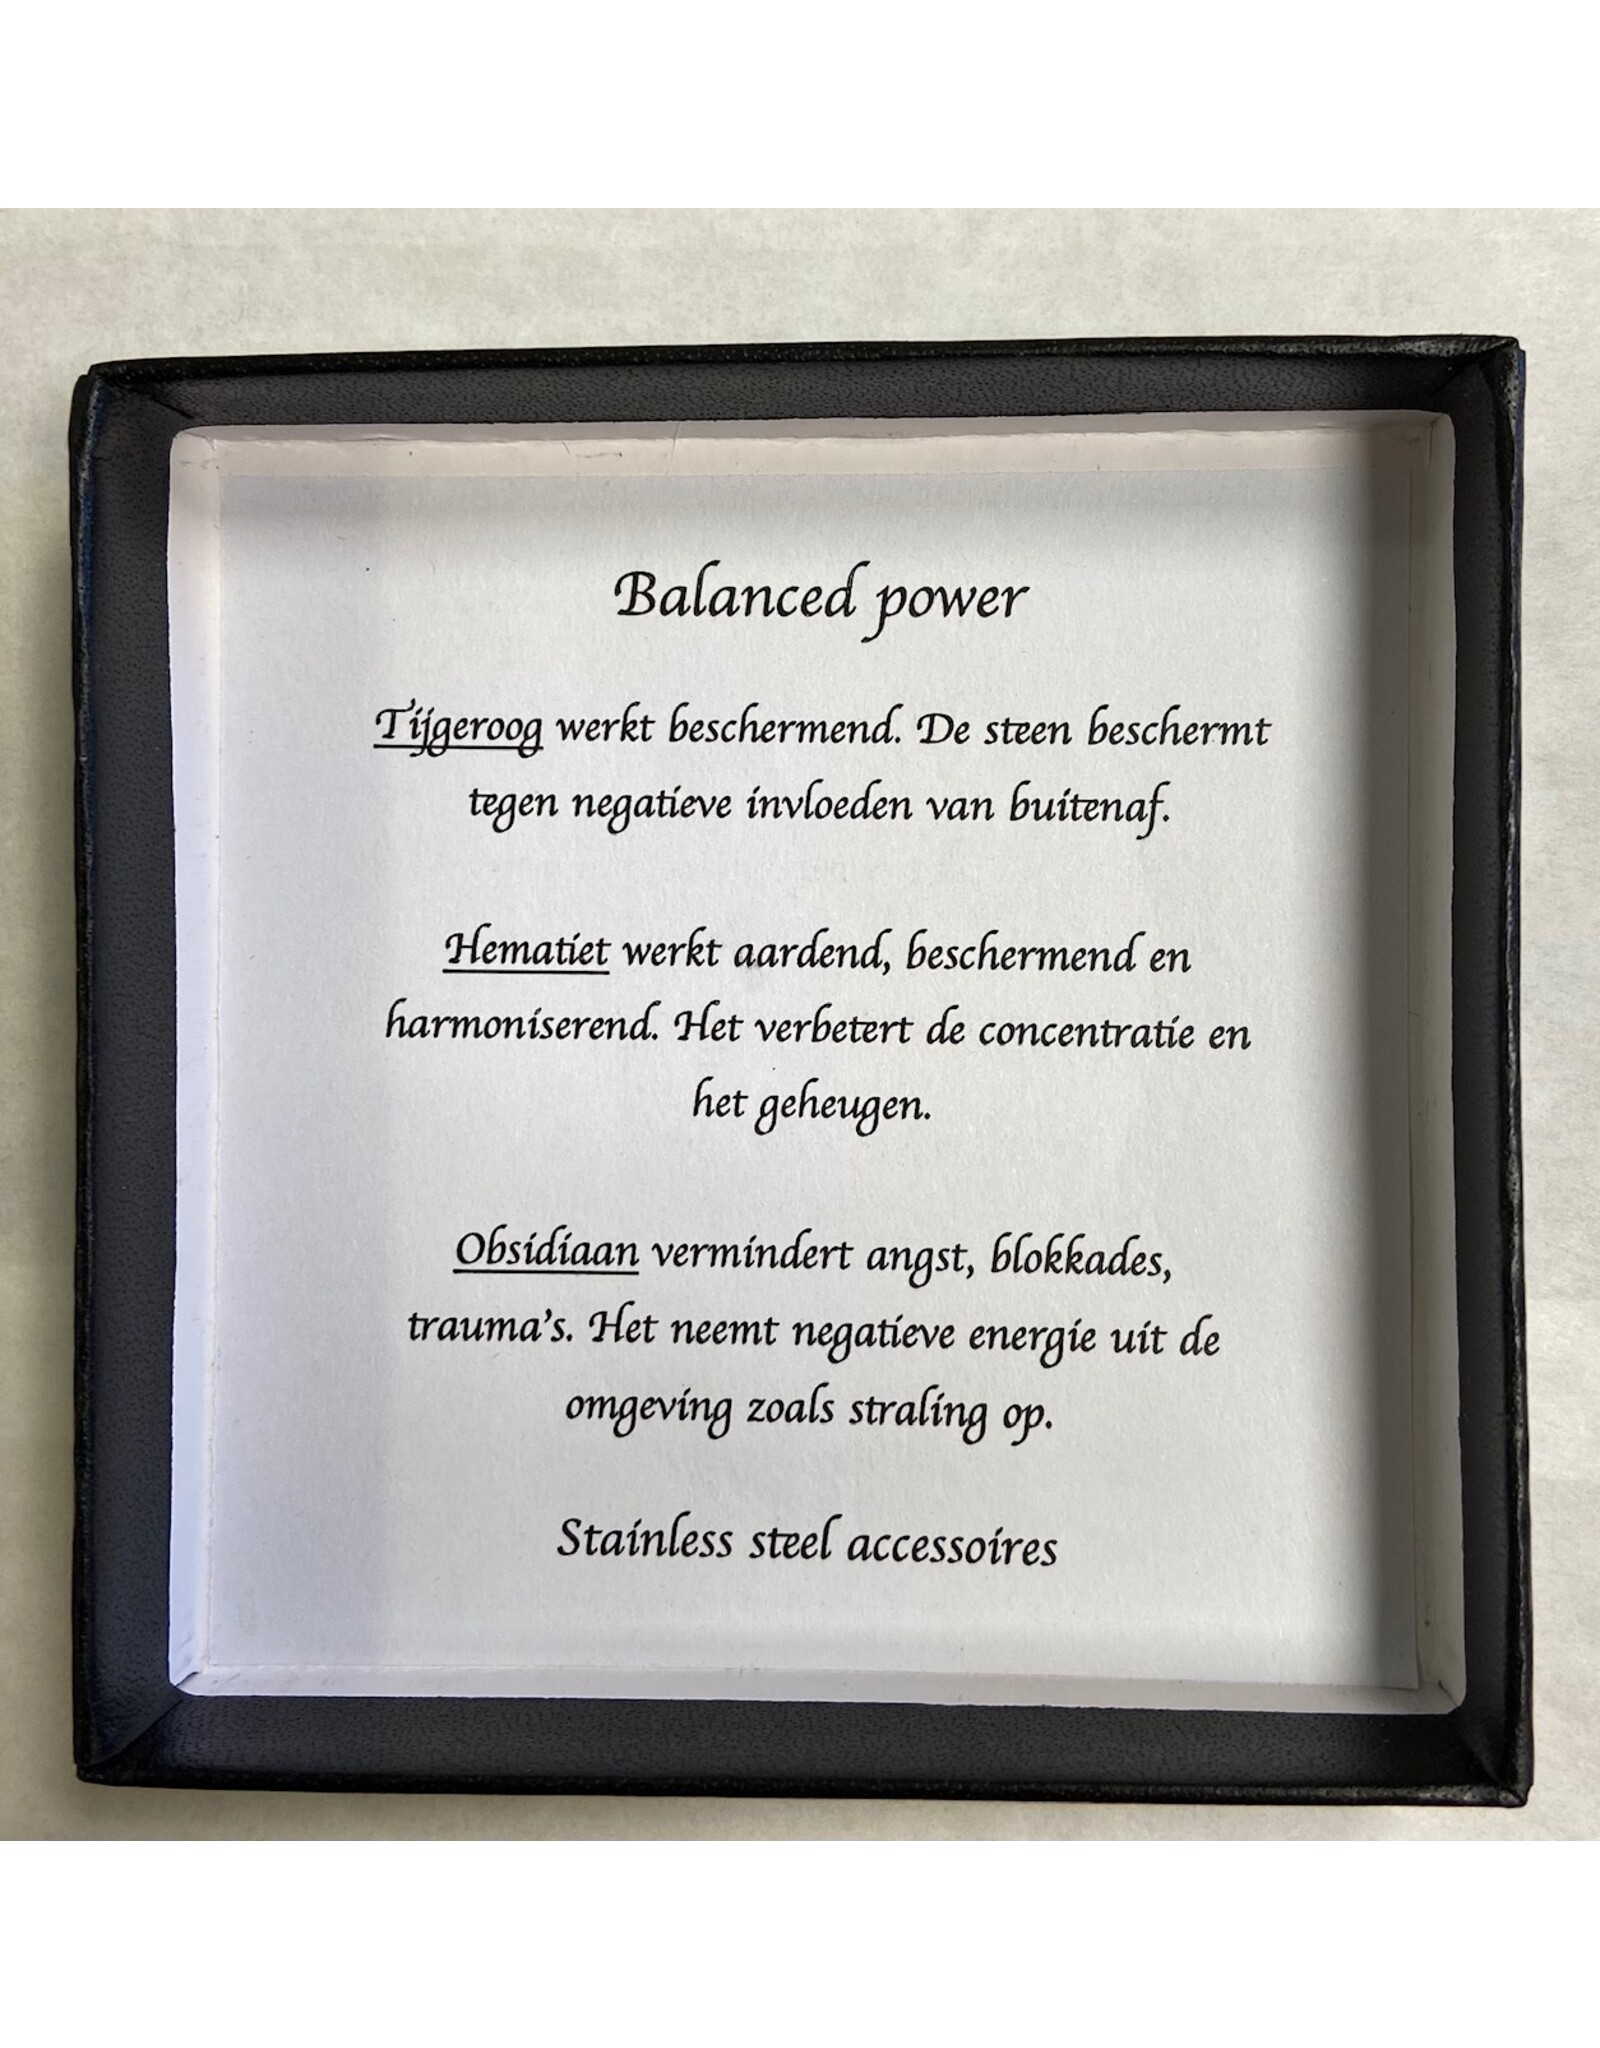 Balanced power
Tijgeroog werkt beschermend. De steen beschermt
tegen negatieve invloeden van buitenaf.
Hematiet werkt aardend, beschermend en
harmoniserend. Het verbetert de concentratie en
het geheugen.
Obsidiaan vermindert angst, blokkades,
trauma's. Het neemt negatieve energie uit de
omgeving zoals straling op.
Stainless steel accessoires